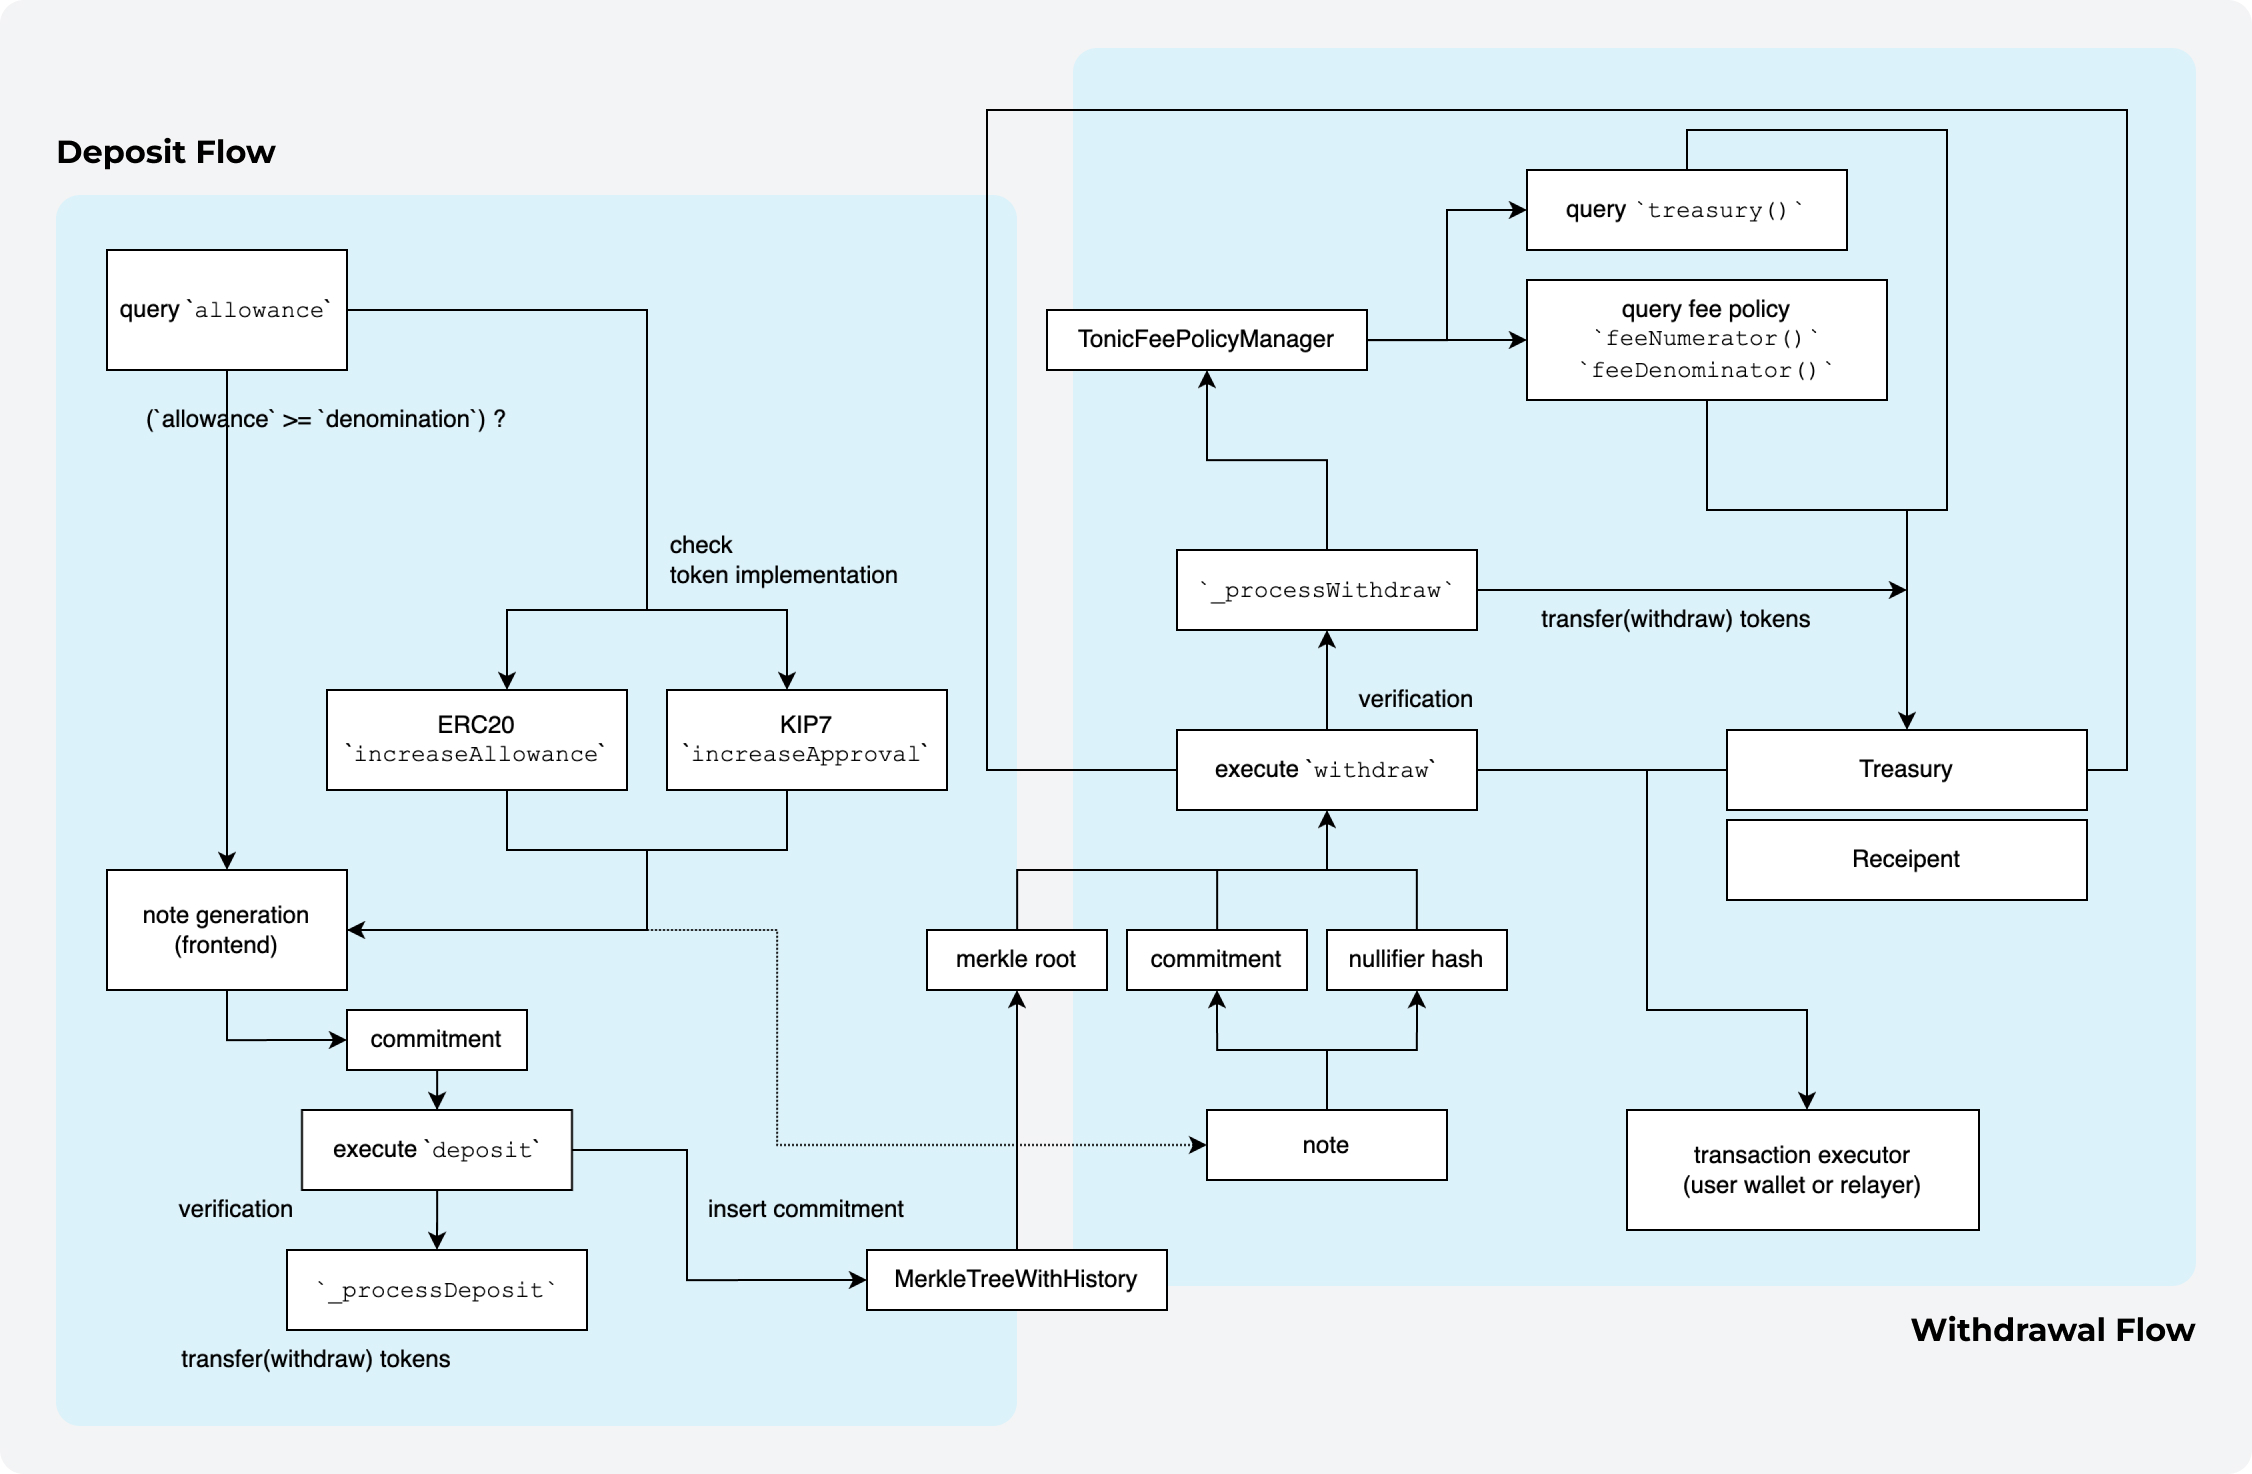 Deposit Flow
query `allowance`
(`allowance` >= `denomination`) ?
check
token implementation
ERC20
`increaseAllowance`
KIP7
`increaseApproval`
note generation
(frontend)
commitment
execute `deposit`
verification
insert commitment
`_processDeposit`
transfer(withdraw) tokens
MerkleTreeWithHistory
query `treasury()`
query fee policy
`feeNumerator()`
`feeDenominator()`
TonicFeePolicyManager
`_processWithdraw`
transfer(withdraw) tokens
verification
execute `withdraw`
Treasury
Receipent
merkle root
commitment
nullifier hash
note
transaction executor
(user wallet or relayer)
Withdrawal Flow